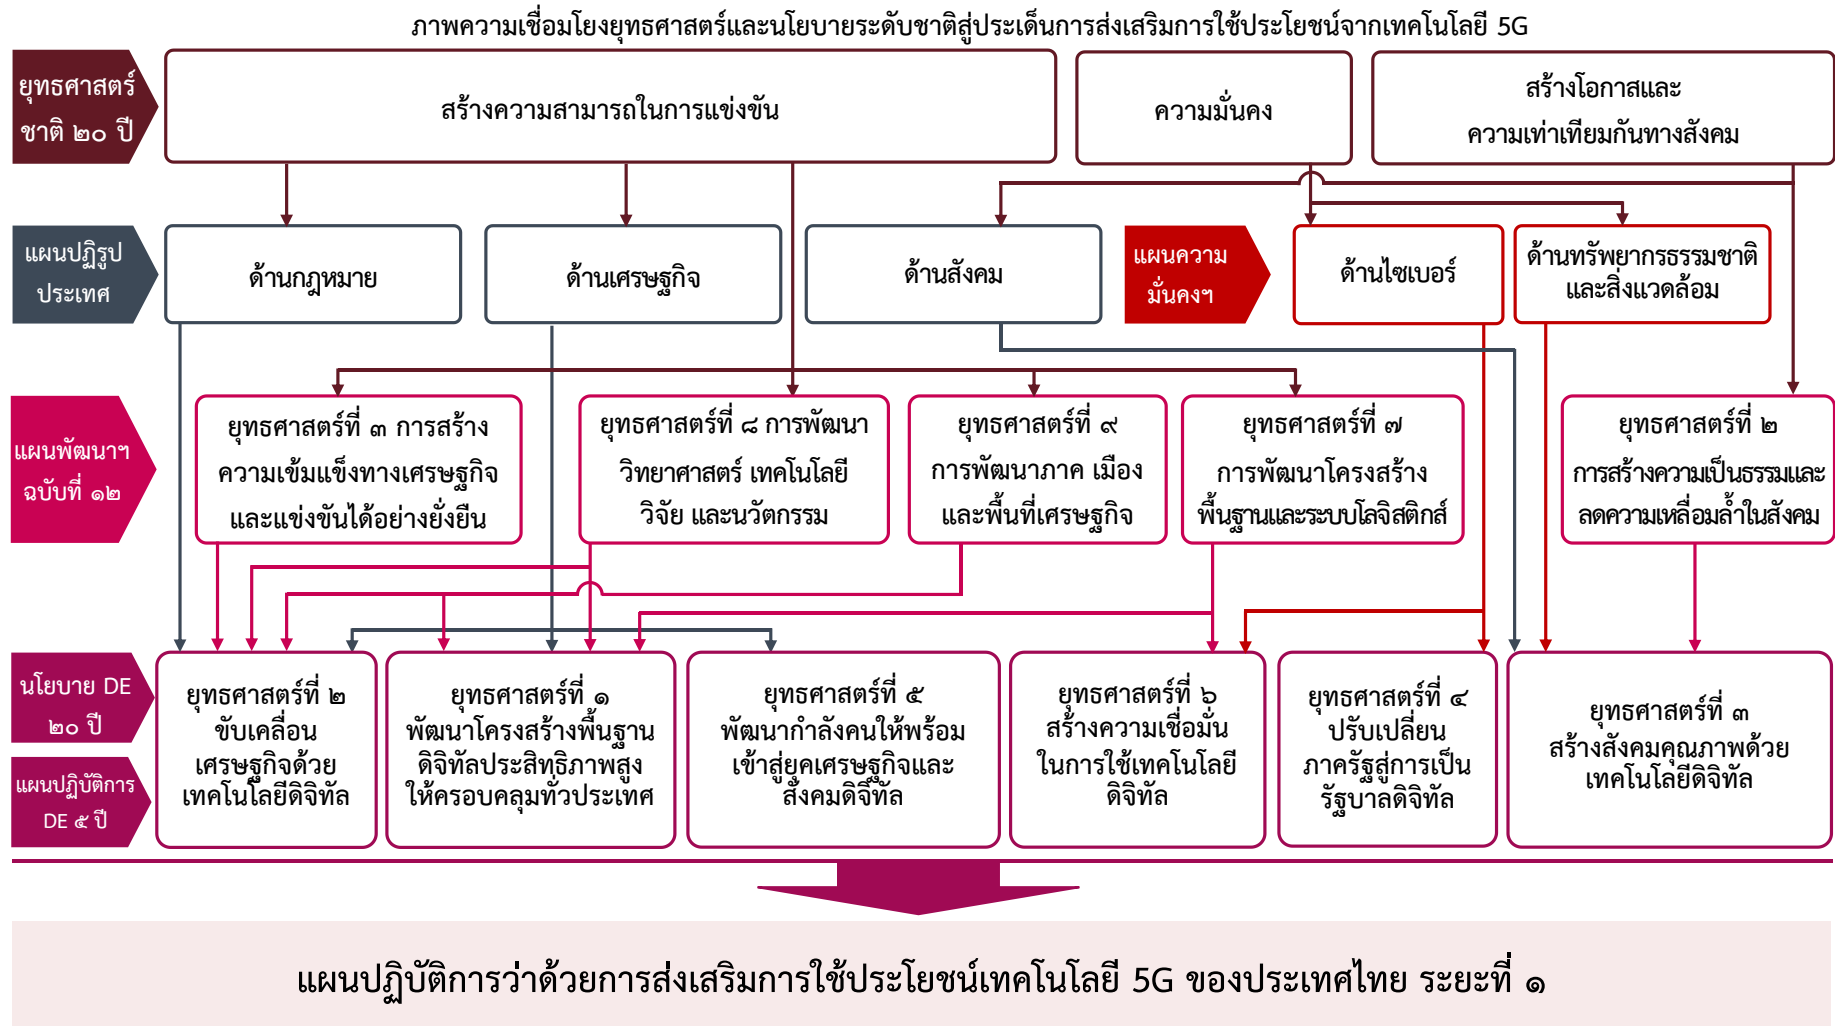 ภาพความเชื่อมโยงยุทธศาสตร์และนโยบายระดับชาติสู่ประเด็นการส่งเสริมการใช้ประโยชน์จากเทคโนโลยี 5G
ยุทธศาสตร์
ชาติ ๒๐ ปี
สร้างความสามารถในการแข่งขัน
ความมั่นคง
สร้างโอกาสและ
ความเท่าเทียมกันทางสังคม
แผนปฏิรูป
ประเทศ
ด้านกฎหมาย
ด้านเศรษฐกิจ
ด้านสังคม
แผนความ
มั่นคงฯ
ด้านไซเบอร์
ด้านทรัพยากรธรรมชาติ
และสิ่งแวดล้อม
แผนพัฒนาฯ
ฉบับที่ ๑๒
ยุทธศาสตร์ที่ ๓ การสร้าง
ความเข้มแข็งทางเศรษฐกิจ
และแข่งขันได้อย่างยั่งยืน
ยุทธศาสตร์ที่ ๘ การพัฒนา
วิทยาศาสตร์ เทคโนโลยี
วิจัย และนวัตกรรม
ยุทธศาสตร์ที่ ๙
การพัฒนาภาค เมือง
และพื้นที่เศรษฐกิจ
ยุทธศาสตร์ที่ ๗
การพัฒนาโครงสร้าง
พื้นฐานและระบบโลจิสติกส์
ยุทธศาสตร์ที่ ๒
การสร้างความเป็นธรรมและ
ลดความเหลื่อมล้ำในสังคม
นโยบาย DE
๒๐ ปี
แผนปฏิบัติการ
DE ๕ ปี
ยุทธศาสตร์ที่ ๒
ขับเคลื่อน
เศรษฐกิจด้วย
เทคโนโลยีดิจิทัล
ยุทธศาสตร์ที่ ๑
พัฒนาโครงสร้างพื้นฐาน
ดิจิทัลประสิทธิภาพสูง
ให้ครอบคลุมทั่วประเทศ
ยุทธศาสตร์ที่ ๕
พัฒนากำลังคนให้พร้อม
เข้าสู่ยุคเศรษฐกิจและ
สังคมดิจิทัล
ยุทธศาสตร์ที่ ๖
สร้างความเชื่อมั่น
ในการใช้เทคโนโลยี
ดิจิทัล
ยุทธศาสตร์ที่ ๔
ปรับเปลี่ยน
ภาครัฐสู่การเป็น
รัฐบาลดิจิทัล
ยุทธศาสตร์ที่ ๓
สร้างสังคมคุณภาพด้วย
เทคโนโลยีดิจิทัล
แผนปฏิบัติการว่าด้วยการส่งเสริมการใช้ประโยชน์เทคโนโลยี 5G ของประเทศไทย ระยะที่ ๑